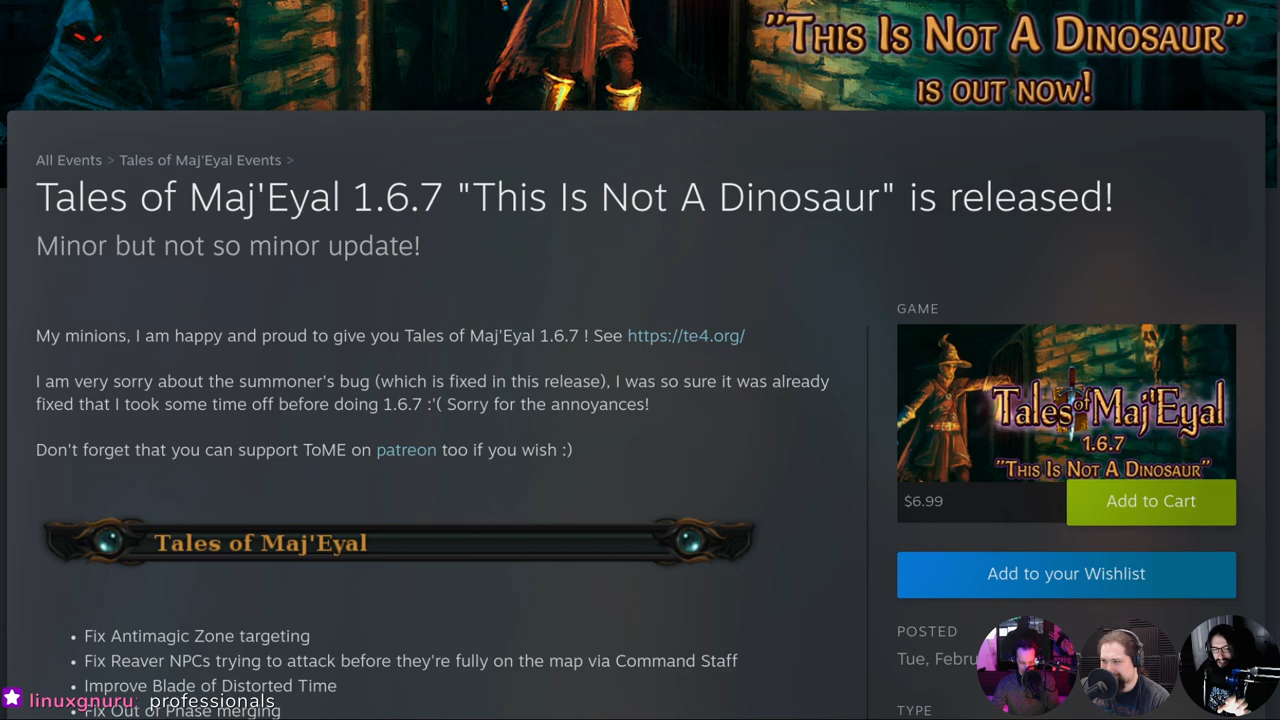 "This Is Not A Dinosaur"
is out now!
All Events > Tales of Maj'Eyal Events >
Tales of Maj'Eyal 1.6.7 "This Is Not A Dinosaur" is released!
Minor but not so minor update!
My minions, I am happy and proud to give you Tales of Maj'Eyal 1.6.7 ! See https://te4.org/
I am very sorry about the summoner's bug (which is fixed in this release), I was so sure it was already
fixed that I took some time off before doing 1.6.7 :'( Sorry for the annoyances!
Don't forget that you can support ToME on patreon too if you wish :)
Tales of Maj'Eyal
• Fix Antimagic Zone targeting
• Fix Reaver NPCs trying to attack before they're fully on the map via Command Staff
• Improve Blade of Distorted Time
• Fix Out of Phase merging
GAME
Tales of Maj'Eyal
1.6.7
"This Is Not A Dinosaur"
$6.99
Add to Cart
Add to your Wishlist
POSTED
Tue, Febru
TYPE
linuxgnuru: professionals